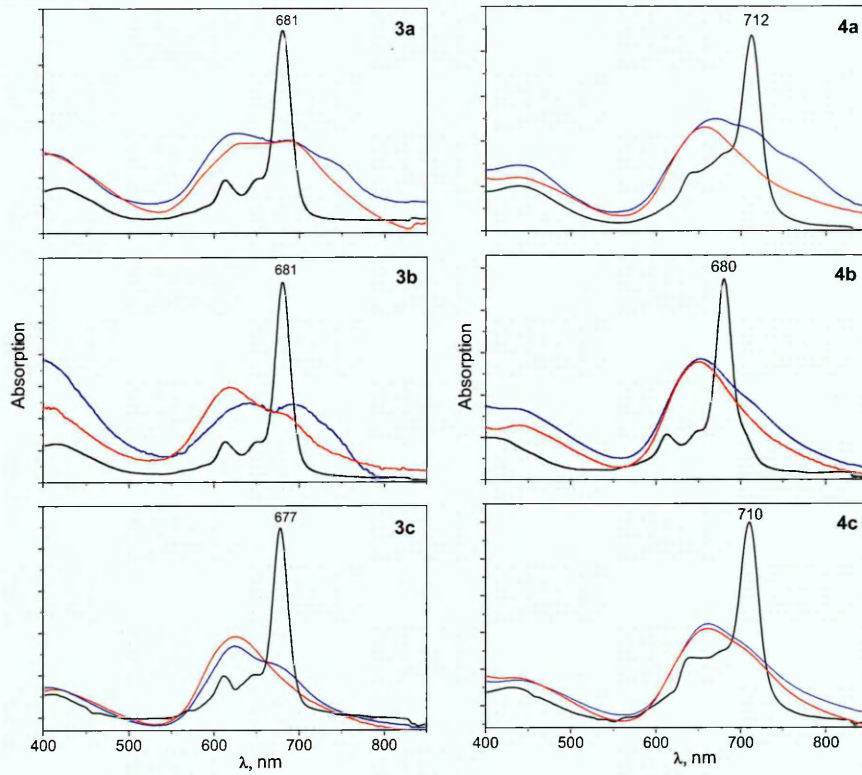 681
3a
712
4a
681
3b
Absorption
680
4b
Absorption
677
3c
400 500 600 700 800
λ, nm
710
4c
400 500 600 700 800
λ, nm